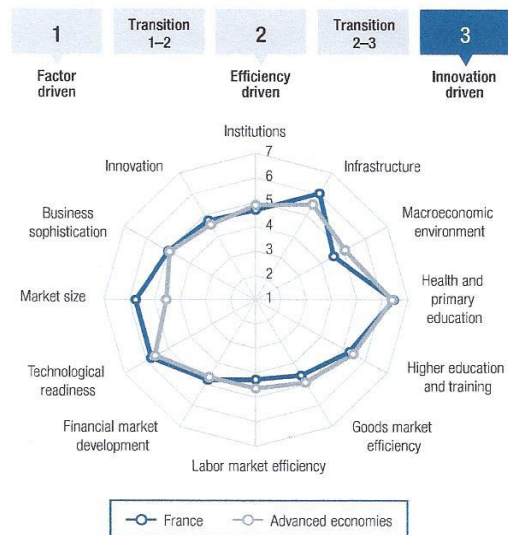 1
Transition
1–2
2
Transition
2–3
3
Factor
driven
Efficiency
driven
Innovation
driven
Institutions
7
6
5
4
3
2
1
Infrastructure
Macroeconomic
environment
Health and
primary
education
Higher education
and training
Goods market
efficiency
Labor market efficiency
Financial market
development
Technological
readiness
Market size
Business
sophistication
Innovation
France
Advanced economies